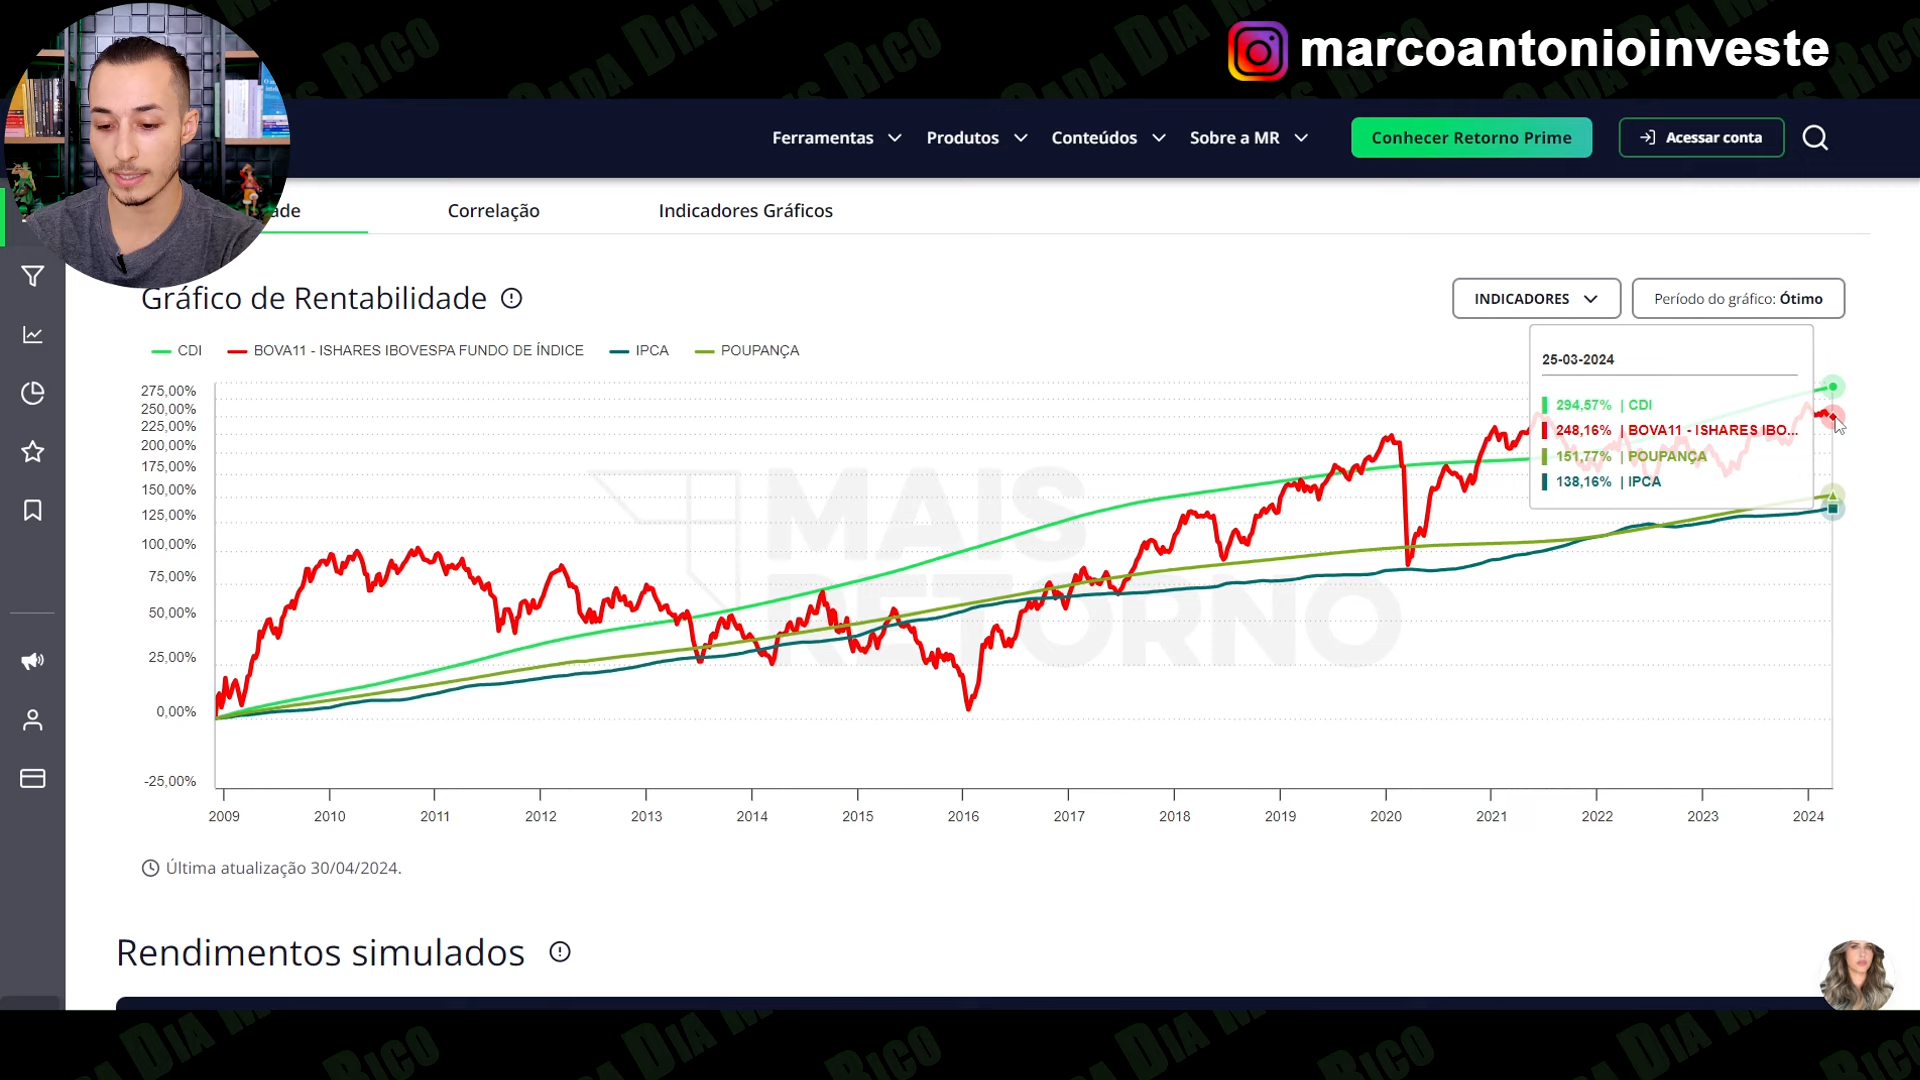 marcoantonioinveste
Ferramentas
Produtos
Conteúdos
Sobre a MR
Conhecer Retorno Prime
Acessar conta
ade
Correlação
Indicadores Gráficos
Gráfico de Rentabilidade
INDICADORES
Período do gráfico: Ótimo
CDI
BOVA11 - ISHARES IBOVESPA FUNDO DE ÍNDICE
IPCA
POUPANÇA
25-03-2024
294,57% | CDI
248,16% | BOVA11 - ISHARES IBO...
151,77% | POUPANÇA
138,16% | IPCA
275,00%
250,00%
225,00%
200,00%
175,00%
150,00%
125,00%
100,00%
75,00%
50,00%
25,00%
0,00%
-25,00%
MAIS
RETORNO
2009 2010 2011 2012 2013 2014 2015 2016 2017 2018 2019 2020 2021 2022 2023 2024
Última atualização 30/04/2024.
Rendimentos simulados